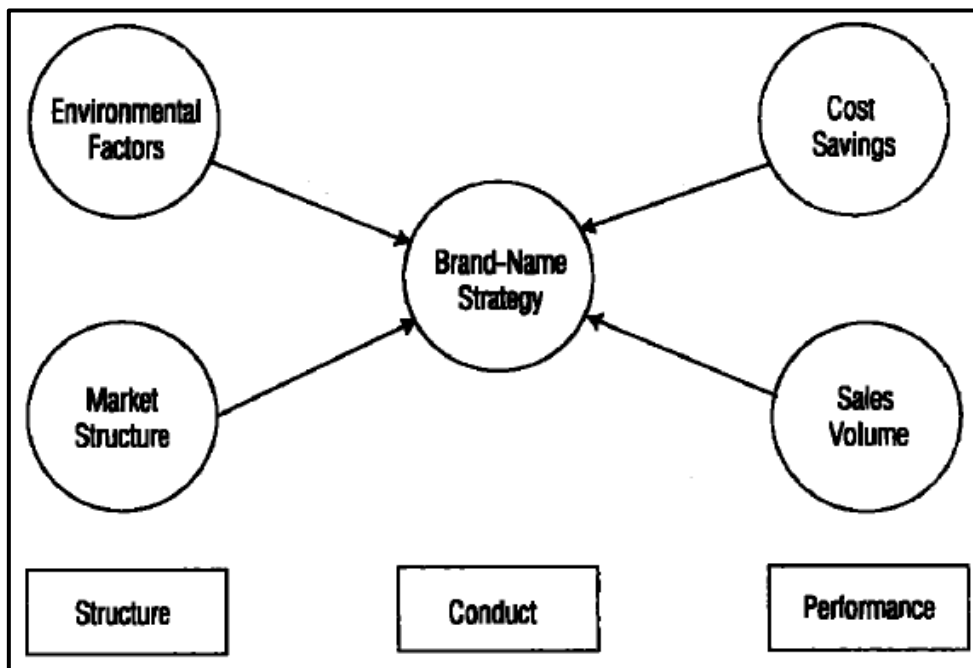 Environmental
Factors
Cost
Savings
Brand-Name
Strategy
Market
Structure
Sales
Volume
Structure
Conduct
Performance